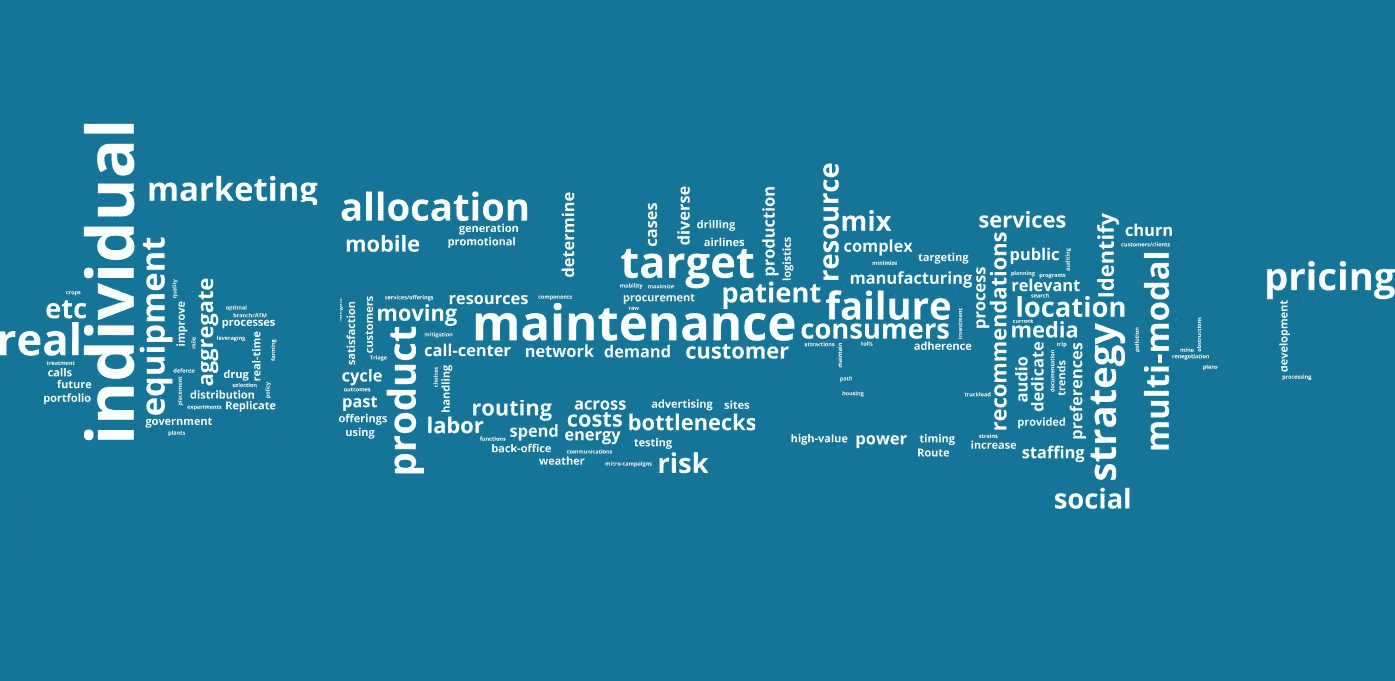 individual
marketing
equipment
crops
etc
real
treatment
calls
future
portfolio
quality
improve
mile
aggregate
optimal
branch/ATM
processes
leveraging
real-time
farming
defense
drug
selection
placement
policy
distribution
experiments
Replicate
government
plants
allocation
generation
mobile
promotional
determine
cases
diverse
drilling
airlines
production
logistics
target
mobility
maximize
procurement
raw
patient
resource
mix
complex
minimize
targeting
manufacturing
failure
services/offerings
resources
components
moving
satisfaction
customers
maintenance
consumers
investment
process
mitigation
call-center
network
demand
customer
attractions
maintain
tolls
adherence
Triage
cycle
outcomes
past
offerings
using
product
choices
handling
path
housing
routing
across
advertising
sites
labor
functions
spend
costs
energy
bottlenecks
testing
back-office
communications
weather
micro-campaigns
risk
high-value
power
timing
Route
strains
increase
truckload
recommendations
services
public
auditing
planning
programs
relevant
search
location
current
media
trip
audio
dedicate
documentation
trends
preferences
provided
staffing
Identify
strategy
social
churn
customers/clients
multi-modal
pollution
obstructions
mine
renegotiation
plans
pricing
development
processing